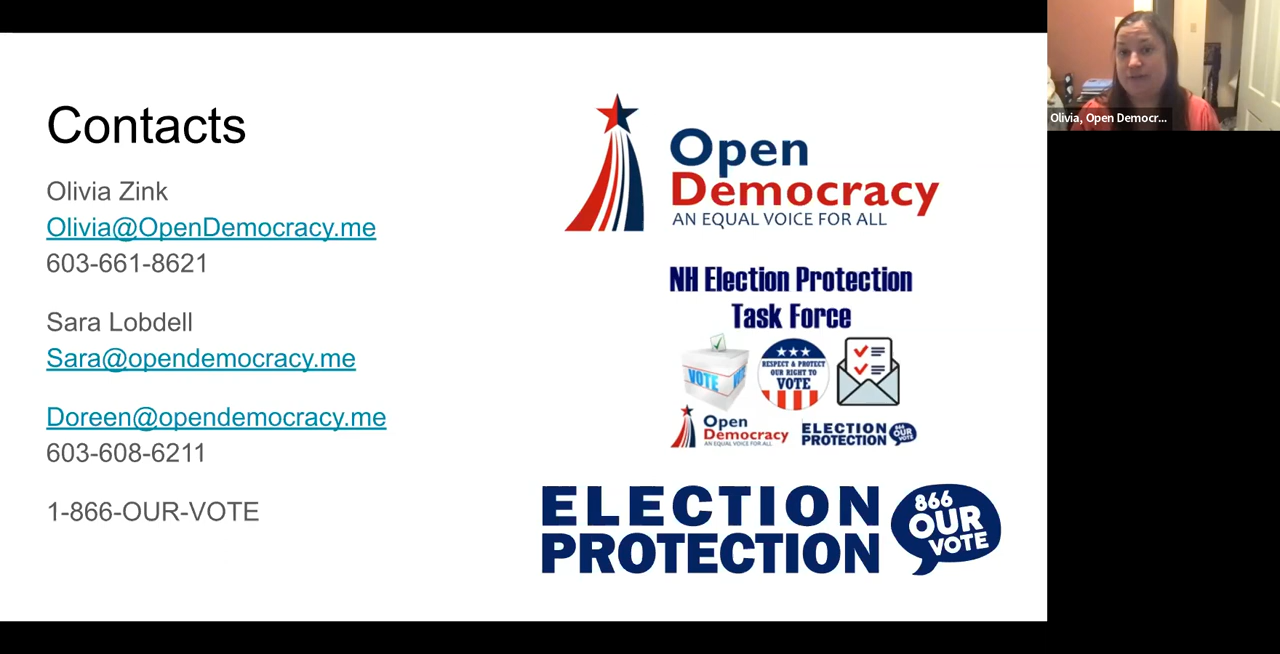 Contacts
Olivia Zink
Olivia@OpenDemocracy.me
603-661-8621
Sara Lobdell
Sara@opendemocracy.me
Doreen@opendemocracy.me
603-608-6211
1-866-OUR-VOTE
Open
Democracy
AN EQUAL VOICE FOR ALL
NH Election Protection
Task Force
VOTE
RESPECT & PROTECT
OUR RIGHT TO
VOTE
Open
Democracy
AN EQUAL VOICE FOR ALL
ELECTION
PROTECTION
866
OUR
VOTE
ELECTION
PROTECTION
866
OUR
VOTE
Olivia, Open Democr...